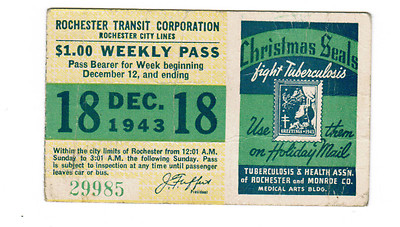 ROCHESTER TRANSIT CORPORATION
ROCHESTER CITY LINES
$1.00 WEEKLY PASS
Pass Bearer for Week beginning
December 12, and ending
18 DEC. 18
1943
Within the city limits of Rochester from 12:01 A.M.
Sunday to 3:01 A.M. the following Sunday. Pass
is subject to inspection at any time until passenger
leaves car or bus.
29985
President
Christmas Seals
fight Tuberculosis
GREETINGS 1943
Use them
on Holiday Mail
TUBERCULOSIS & HEALTH ASSN.
OF ROCHESTER and MONROE CO.
MEDICAL ARTS BLDG.